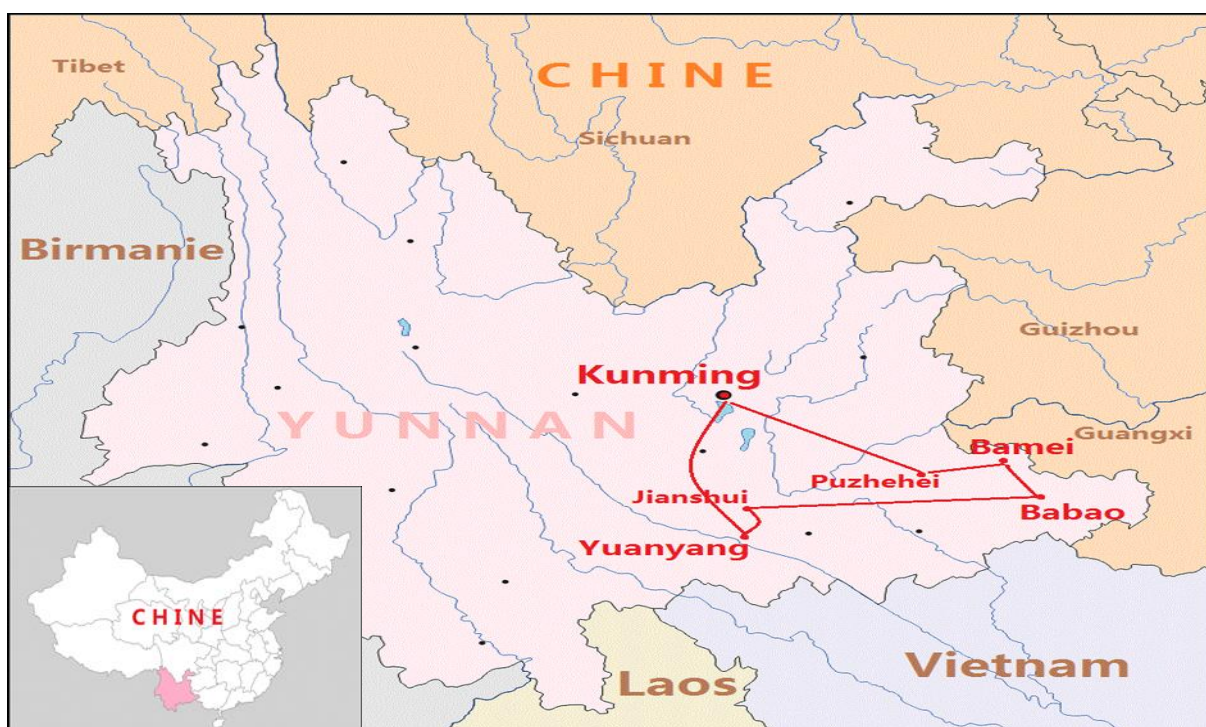 Tibet
CHINE
Sichuan
Birmanie
Guizhou
Kunming
YUNNAN
Guangxi
Bamei
Puzhehei
Jianshui
Babao
Yuanyang
CHINE
Vietnam
Laos